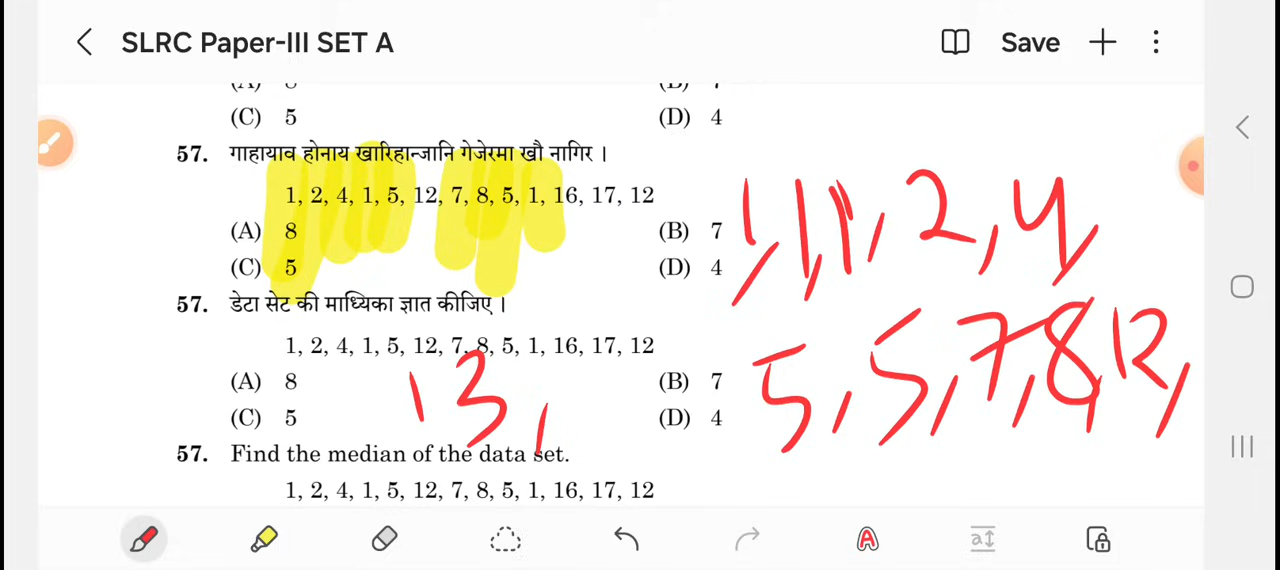 SLRC Paper-III SET A
Save
(C) 5 (D) 4
57. गाहायाव होनाय खारिहान्जानि गेजेरमा खौ नागिर ।
1, 2, 4, 1, 5, 12, 7, 8, 5, 1, 16, 17, 12
(A) 8 (B) 7
(C) 5 (D) 4
1, 1, 1, 2, 4,
57. डेटा सेट की माध्यिका ज्ञात कीजिए ।
1, 2, 4, 1, 5, 12, 7, 8, 5, 1, 16, 17, 12
(A) 8 (B) 7
(C) 5 (D) 4
13,
5, 5, 7, 8, 12,
57. Find the median of the data set.
1, 2, 4, 1, 5, 12, 7, 8, 5, 1, 16, 17, 12